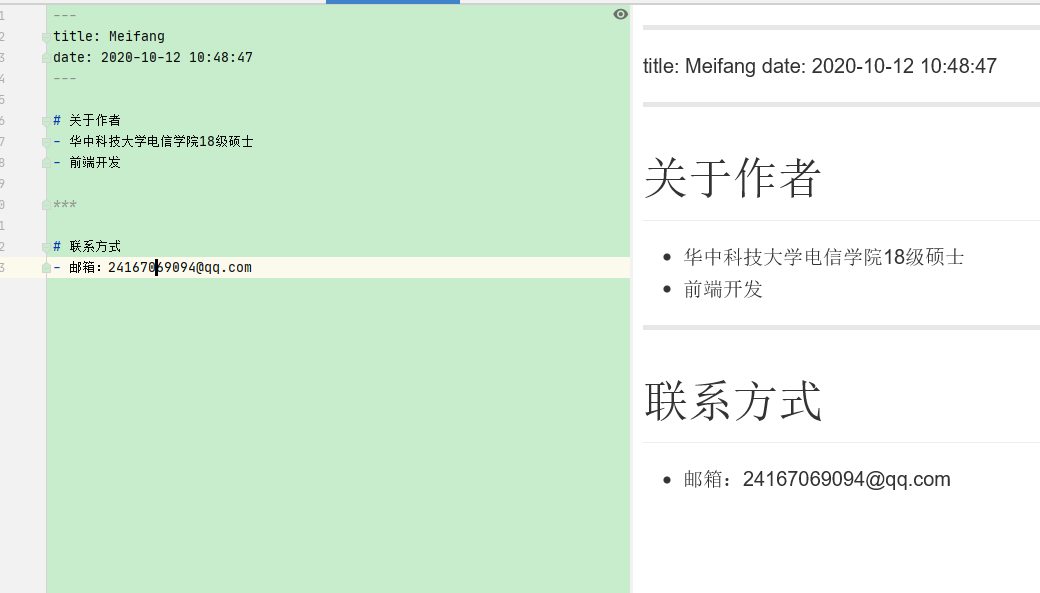 1 ---
2 title: Meifang
3 date: 2020-10-12 10:48:47
4 ---
5
6 # 关于作者
7 - 华中科技大学电信学院18级硕士
8 - 前端开发
9
0 ***
1
2 # 联系方式
3 - 邮箱：24167069094@qq.com
title: Meifang date: 2020-10-12 10:48:47
关于作者
• 华中科技大学电信学院18级硕士
• 前端开发
联系方式
• 邮箱：24167069094@qq.com